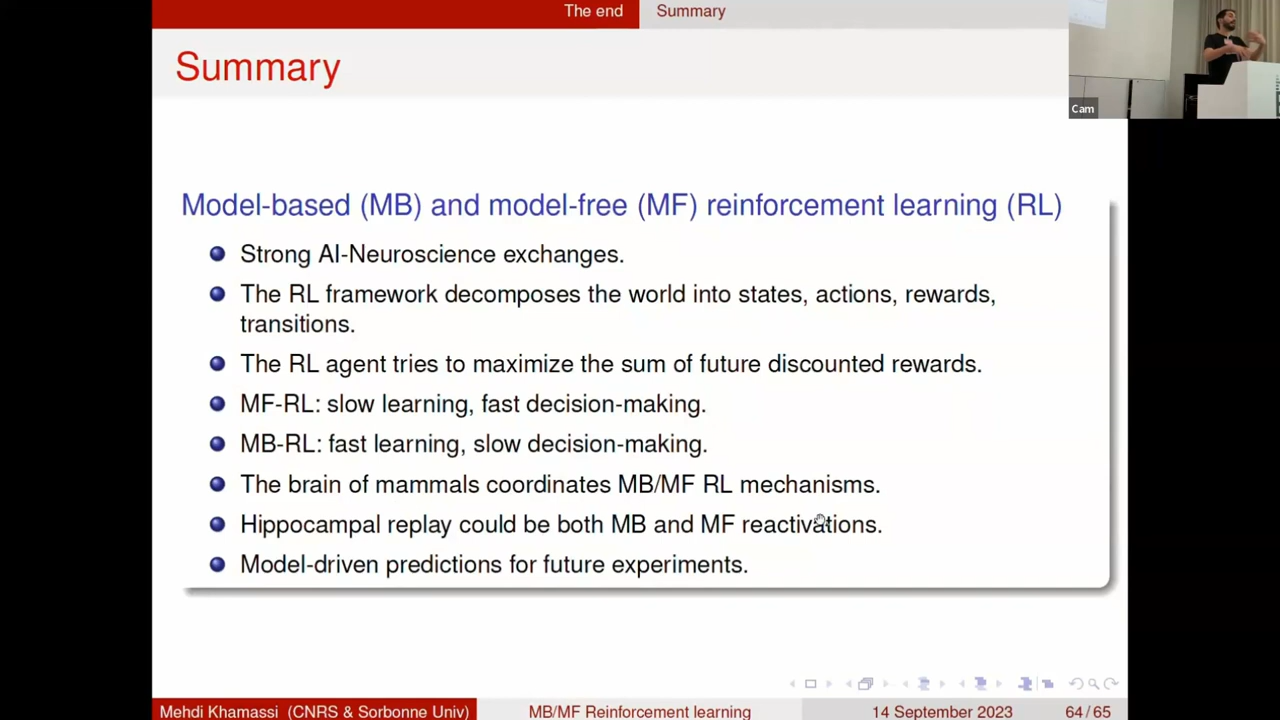 The end
Summary
Summary
Cam
Model-based (MB) and model-free (MF) reinforcement learning (RL)
Strong AI-Neuroscience exchanges.
The RL framework decomposes the world into states, actions, rewards,
transitions.
The RL agent tries to maximize the sum of future discounted rewards.
MF-RL: slow learning, fast decision-making.
MB-RL: fast learning, slow decision-making.
The brain of mammals coordinates MB/MF RL mechanisms.
Hippocampal replay could be both MB and MF reactivations.
Model-driven predictions for future experiments.
Mehdi Khamassi (CNRS & Sorbonne Univ)
MB/MF Reinforcement learning
14 September 2023
64/65